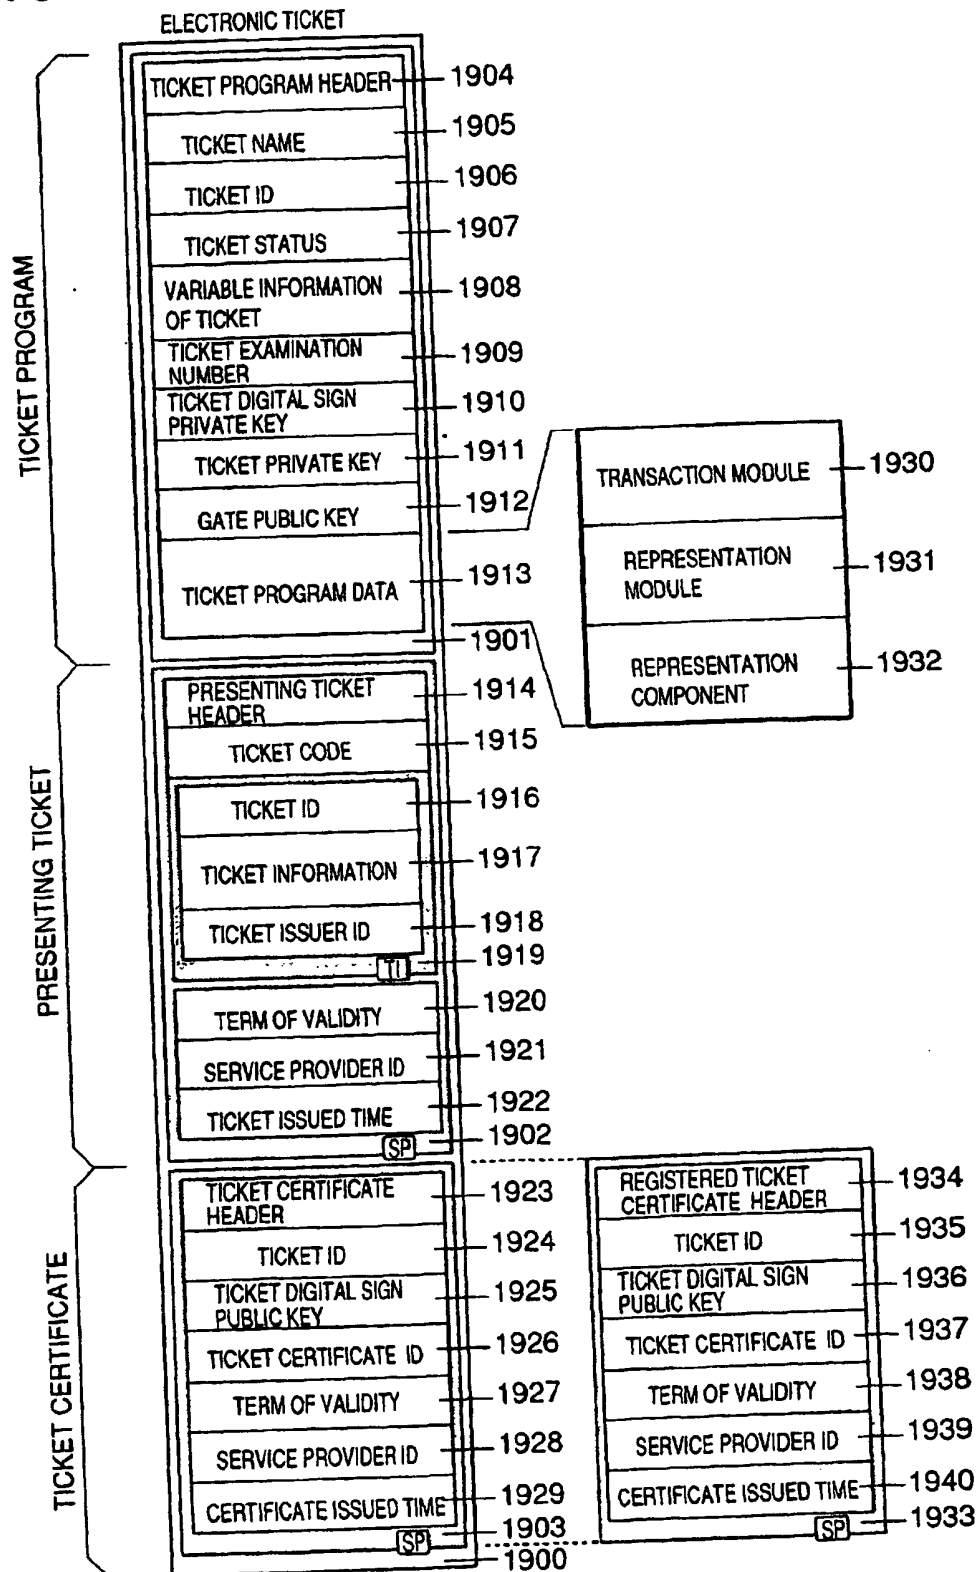 ELECTRONIC TICKET
TICKET PROGRAM
TICKET PROGRAM HEADER 1904
TICKET NAME 1905
TICKET ID 1906
TICKET STATUS 1907
VARIABLE INFORMATION
OF TICKET 1908
TICKET EXAMINATION
NUMBER 1909
TICKET DIGITAL SIGN
PRIVATE KEY 1910
TICKET PRIVATE KEY 1911
GATE PUBLIC KEY 1912
TICKET PROGRAM DATA 1913
1901
TRANSACTION MODULE 1930
REPRESENTATION
MODULE 1931
REPRESENTATION
COMPONENT 1932
PRESENTING TICKET
PRESENTING TICKET
HEADER 1914
TICKET CODE 1915
TICKET ID 1916
TICKET INFORMATION 1917
TICKET ISSUER ID 1918
TI 1919
TERM OF VALIDITY 1920
SERVICE PROVIDER ID 1921
TICKET ISSUED TIME 1922
SP 1902
TICKET CERTIFICATE
TICKET CERTIFICATE
HEADER 1923
TICKET ID 1924
TICKET DIGITAL SIGN
PUBLIC KEY 1925
TICKET CERTIFICATE ID 1926
TERM OF VALIDITY 1927
SERVICE PROVIDER ID 1928
CERTIFICATE ISSUED TIME 1929
SP 1903
1900
REGISTERED TICKET
CERTIFICATE HEADER 1934
TICKET ID 1935
TICKET DIGITAL SIGN
PUBLIC KEY 1936
TICKET CERTIFICATE ID 1937
TERM OF VALIDITY 1938
SERVICE PROVIDER ID 1939
CERTIFICATE ISSUED TIME 1940
SP 1933